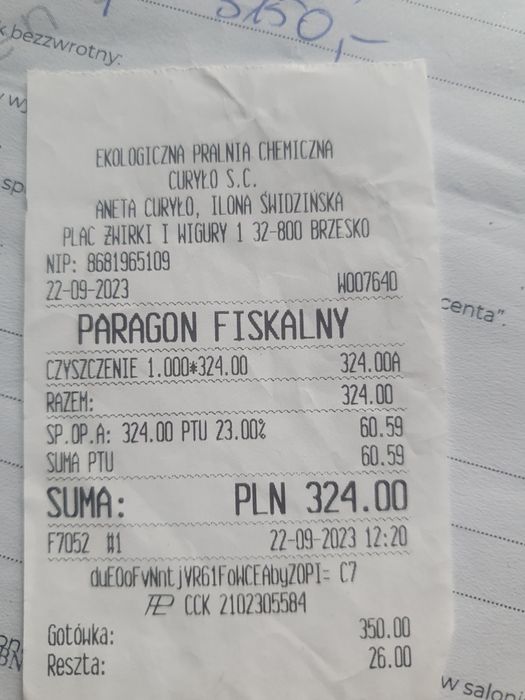 5150,-
k bezzwrotny:
EKOLOGICZNA PRALNIA CHEMICZNA
CURYŁO S.C.
ANETA CURYŁO, ILONA ŚWIDZIŃSKA
PLAC ŻWIRKI I WIGURY 1 32-800 BRZESKO
NIP: 8681965109
22-09-2023 W007640
PARAGON FISKALNY
CZYSZCZENIE 1.000*324.00 324.00A
RAZEM: 324.00
SP.OP.A: 324.00 PTU 23.00% 60.59
SUMA PTU 60.59
SUMA: PLN 324.00
F7052 #1 22-09-2023 12:20
duEOoFvNntjVR61FoWCEAbyZOPI= C7
CCK 2102305584
Gotówka: 350.00
Reszta: 26.00
centa".
w saloni